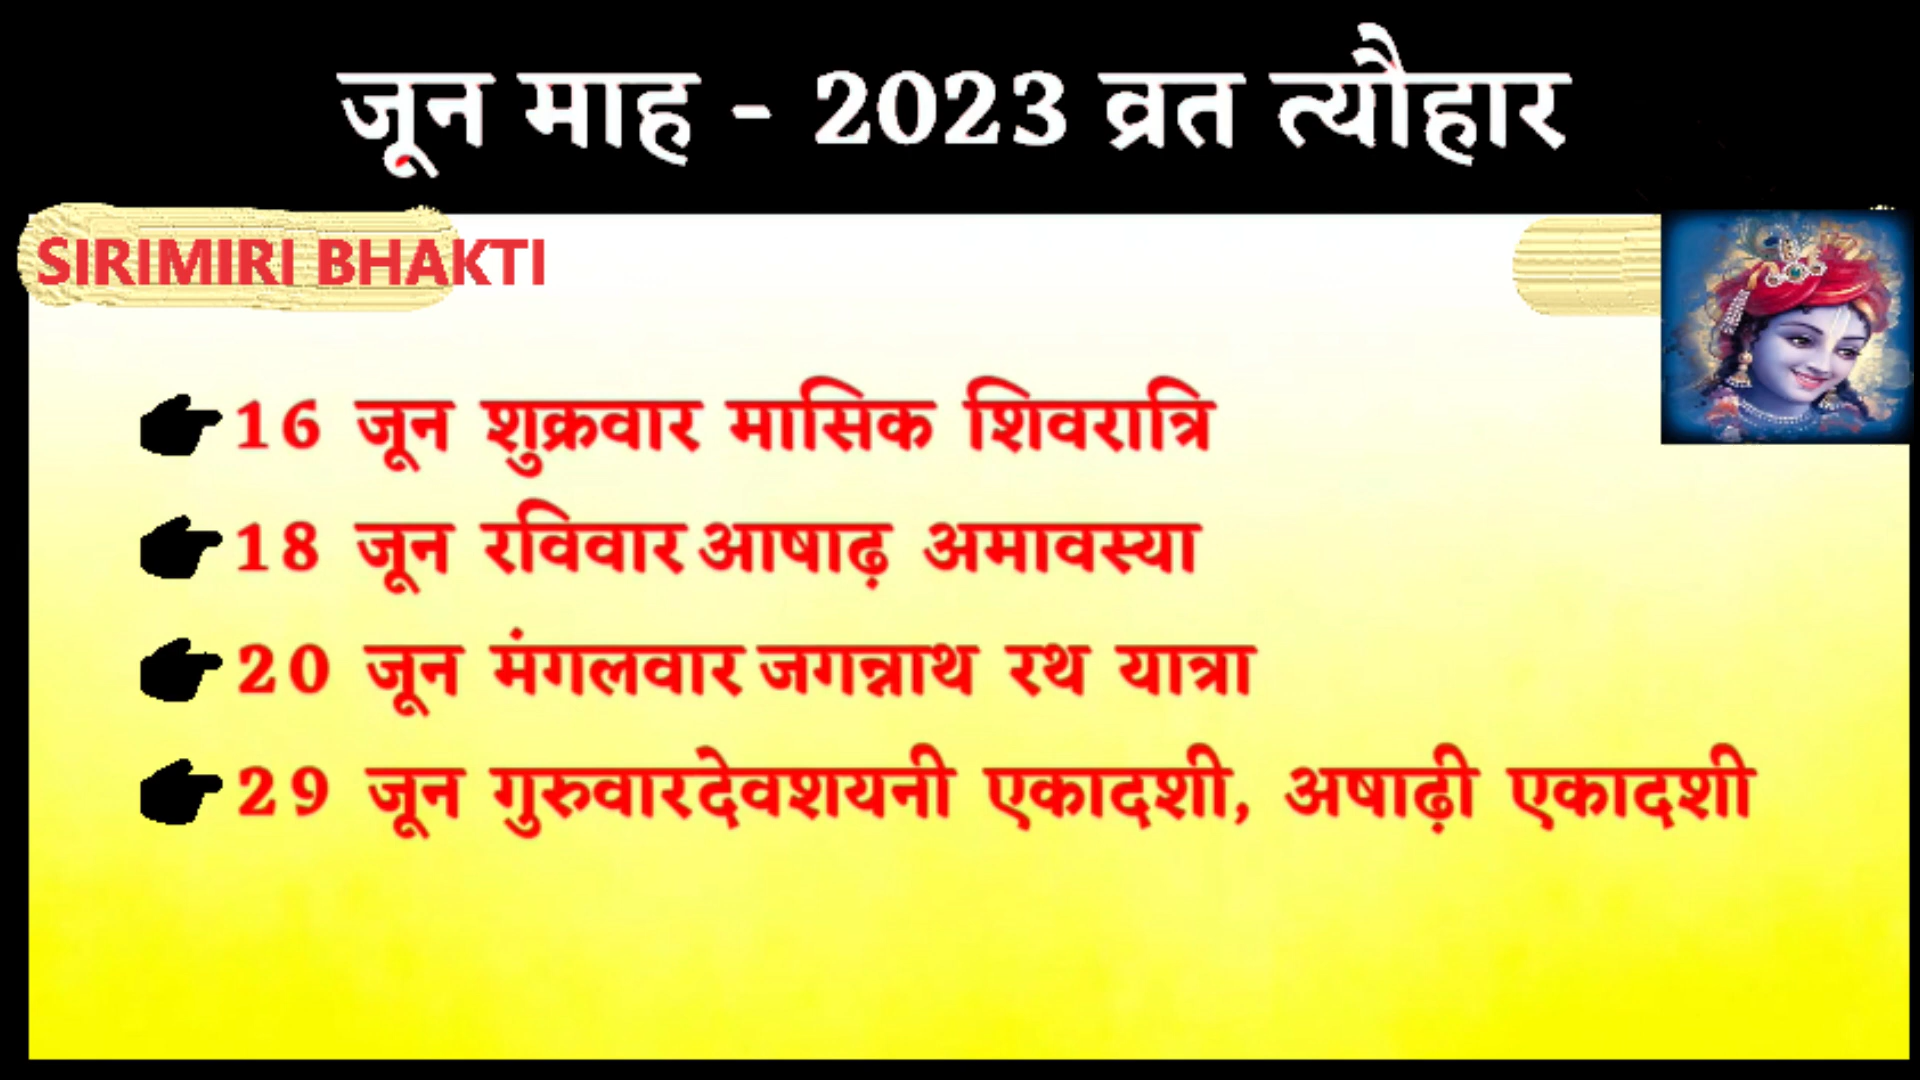 जून माह - 2023 व्रत त्यौहार
SIRIMIRI BHAKTI
16 जून शुक्रवार मासिक शिवरात्रि
18 जून रविवार आषाढ़ अमावस्या
20 जून मंगलवार जगन्नाथ रथ यात्रा
29 जून गुरुवारदेवशयनी एकादशी, अषाढ़ी एकादशी